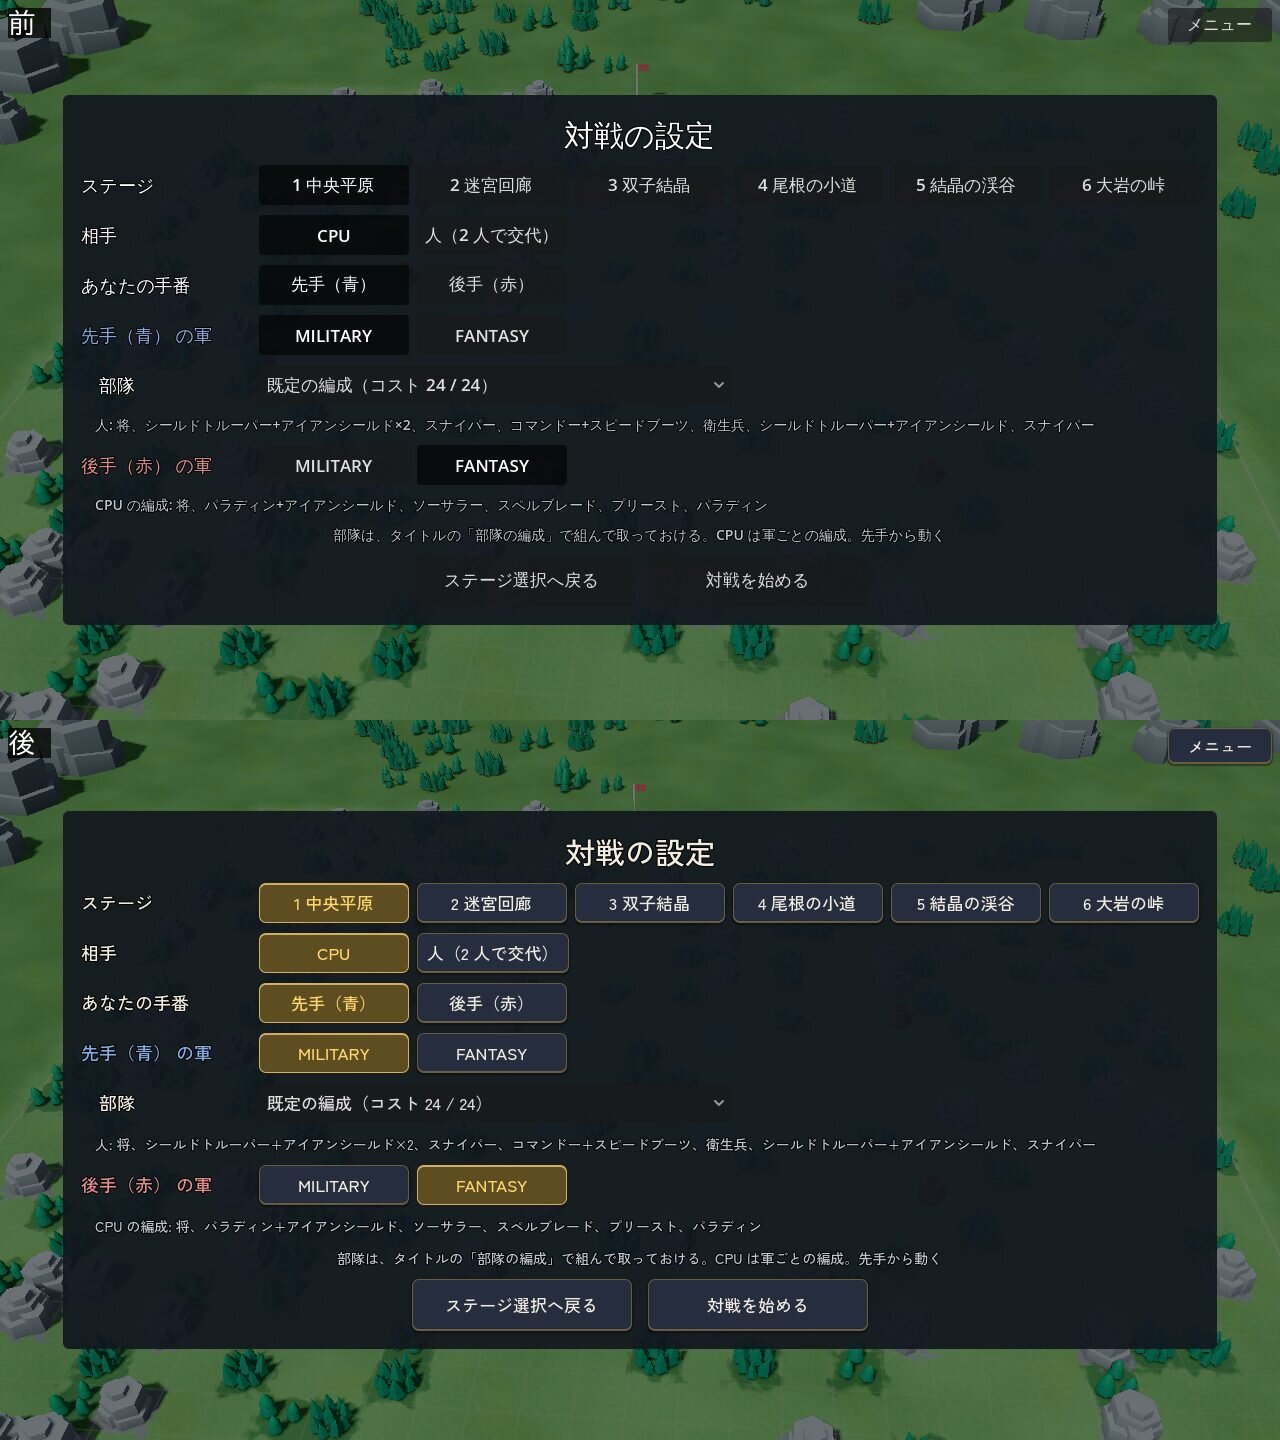 前
メニュー
対戦の設定
ステージ 1 中央平原 2 迷宮回廊 3 双子結晶 4 尾根の小道 5 結晶の渓谷 6 大岩の峠
相手 CPU 人（2 人で交代）
あなたの手番 先手（青） 後手（赤）
先手（青） の軍 MILITARY FANTASY
部隊 既定の編成（コスト 24 / 24）
人: 将、シールドトルーパー+アイアンシールド×2、スナイパー、コマンドー+スピードブーツ、衛生兵、シールドトルーパー+アイアンシールド、スナイパー
後手（赤） の軍 MILITARY FANTASY
CPU の編成: 将、パラディン+アイアンシールド、ソーサラー、スペルブレード、プリースト、パラディン
部隊は、タイトルの「部隊の編成」で組んで取っておける。CPU は軍ごとの編成。先手から動く
ステージ選択へ戻る 対戦を始める
後
メニュー
対戦の設定
ステージ 1 中央平原 2 迷宮回廊 3 双子結晶 4 尾根の小道 5 結晶の渓谷 6 大岩の峠
相手 CPU 人（2 人で交代）
あなたの手番 先手（青） 後手（赤）
先手（青） の軍 MILITARY FANTASY
部隊 既定の編成（コスト 24 / 24）
人: 将、シールドトルーパー+アイアンシールド×2、スナイパー、コマンドー+スピードブーツ、衛生兵、シールドトルーパー+アイアンシールド、スナイパー
後手（赤） の軍 MILITARY FANTASY
CPU の編成: 将、パラディン+アイアンシールド、ソーサラー、スペルブレード、プリースト、パラディン
部隊は、タイトルの「部隊の編成」で組んで取っておける。CPU は軍ごとの編成。先手から動く
ステージ選択へ戻る 対戦を始める